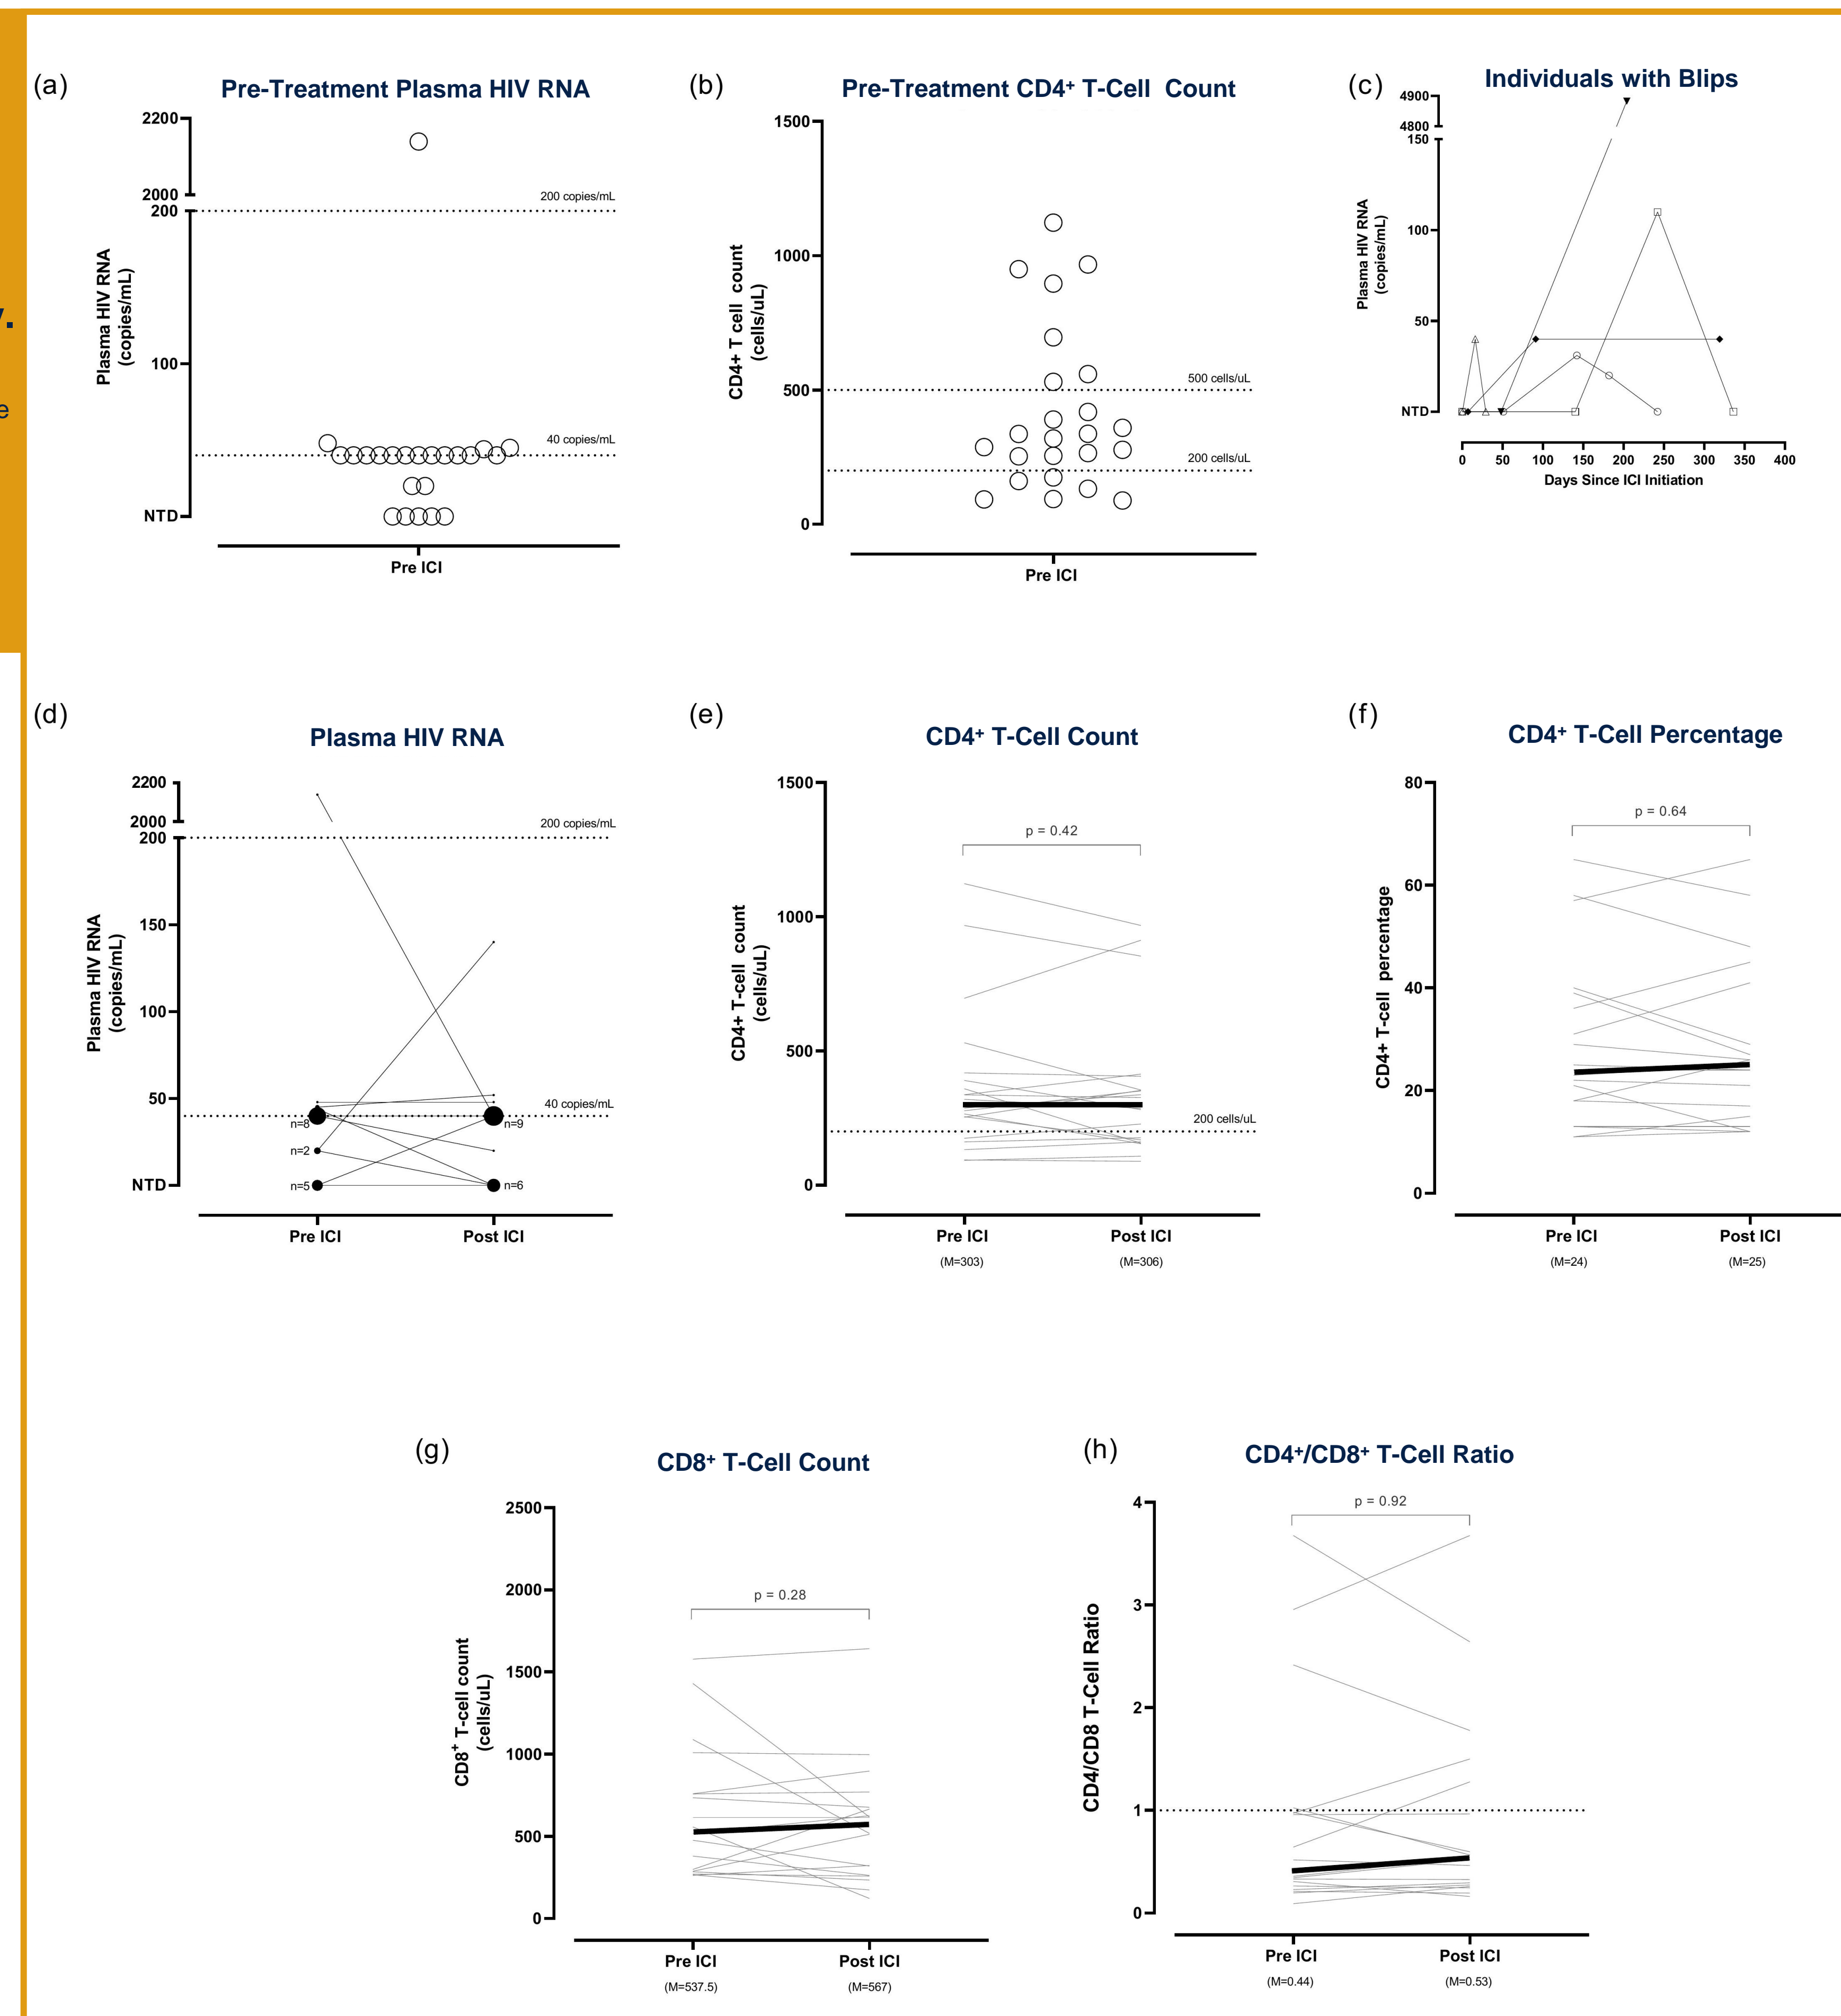 v.
e
(a)
Pre-Treatment Plasma HIV RNA
2200
2000
200
100
NTD
Plasma HIV RNA
(copies/mL)
200 copies/mL
40 copies/mL
Pre ICI
(b)
Pre-Treatment CD4+ T-Cell Count
1500
1000
500
0
CD4+ T cell count
(cells/uL)
500 cells/uL
200 cells/uL
Pre ICI
(c)
Individuals with Blips
4900
4800
150
100
50
NTD
Plasma HIV RNA
(copies/mL)
0 50 100 150 200 250 300 350 400
Days Since ICI Initiation
(d)
Plasma HIV RNA
2200
2000
200
150
100
50
NTD
Plasma HIV RNA
(copies/mL)
200 copies/mL
40 copies/mL
n=8
n=9
n=2
n=5
n=6
Pre ICI Post ICI
(e)
CD4+ T-Cell Count
1500
1000
500
0
CD4+ T-cell count
(cells/uL)
p = 0.42
200 cells/uL
Pre ICI Post ICI
(M=303) (M=306)
(f)
CD4+ T-Cell Percentage
80
60
40
20
0
CD4+ T-cell percentage
p = 0.64
Pre ICI Post ICI
(M=24) (M=25)
(g)
CD8+ T-Cell Count
2500
2000
1500
1000
500
0
CD8+ T-cell count
(cells/uL)
p = 0.28
Pre ICI Post ICI
(M=537.5) (M=567)
(h)
CD4+/CD8+ T-Cell Ratio
4
3
2
1
0
CD4/CD8 T-Cell Ratio
p = 0.92
Pre ICI Post ICI
(M=0.44) (M=0.53)